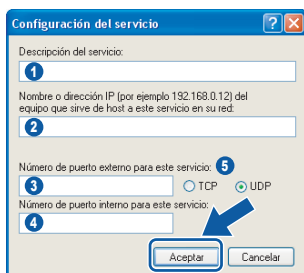 Configuración del servicio
Descripción del servicio:
1
Nombre o dirección IP (por ejemplo 192.168.0.12) del
equipo que sirve de host a este servicio en su red:
2
Número de puerto externo para este servicio: 5
3 TCP UDP
Número de puerto interno para este servicio:
4
Aceptar Cancelar